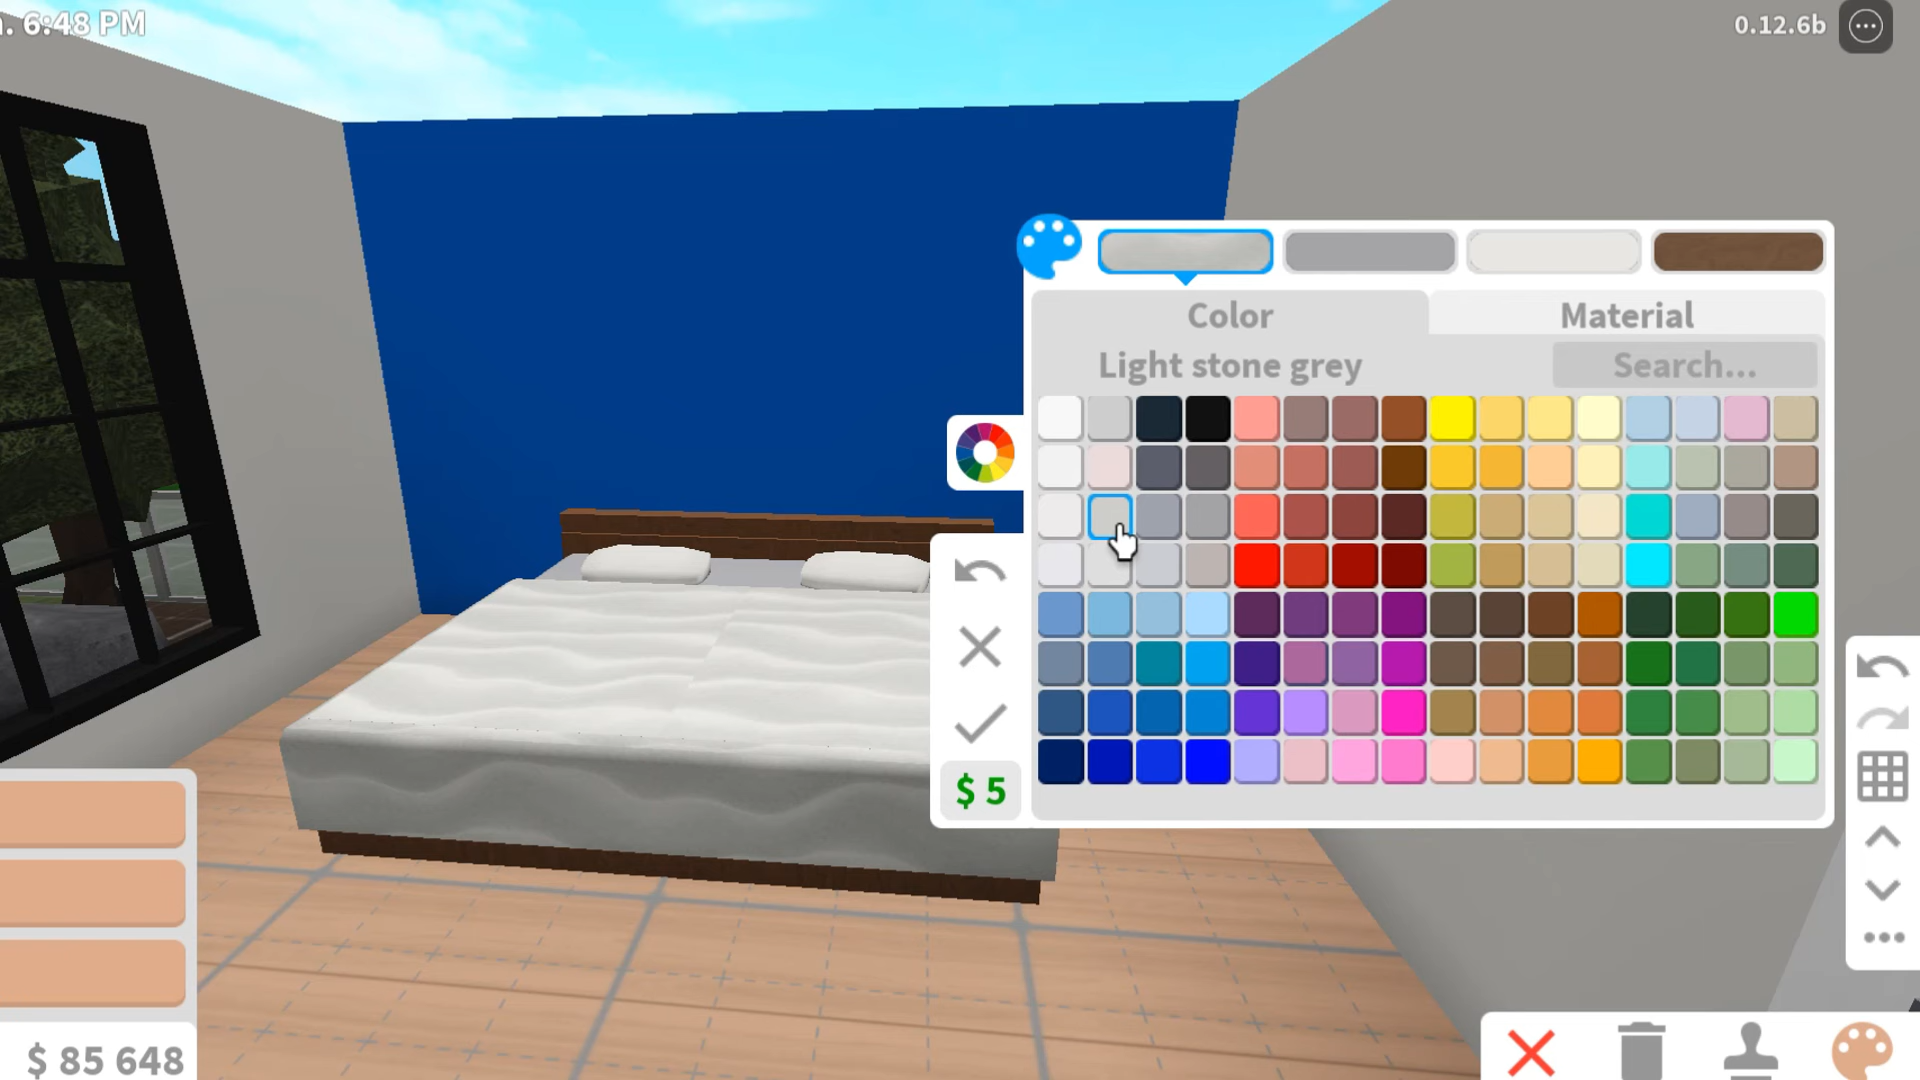 . 6:48 PM
0.12.6b
Color
Material
Light stone grey
Search...
$ 5
$ 85 648